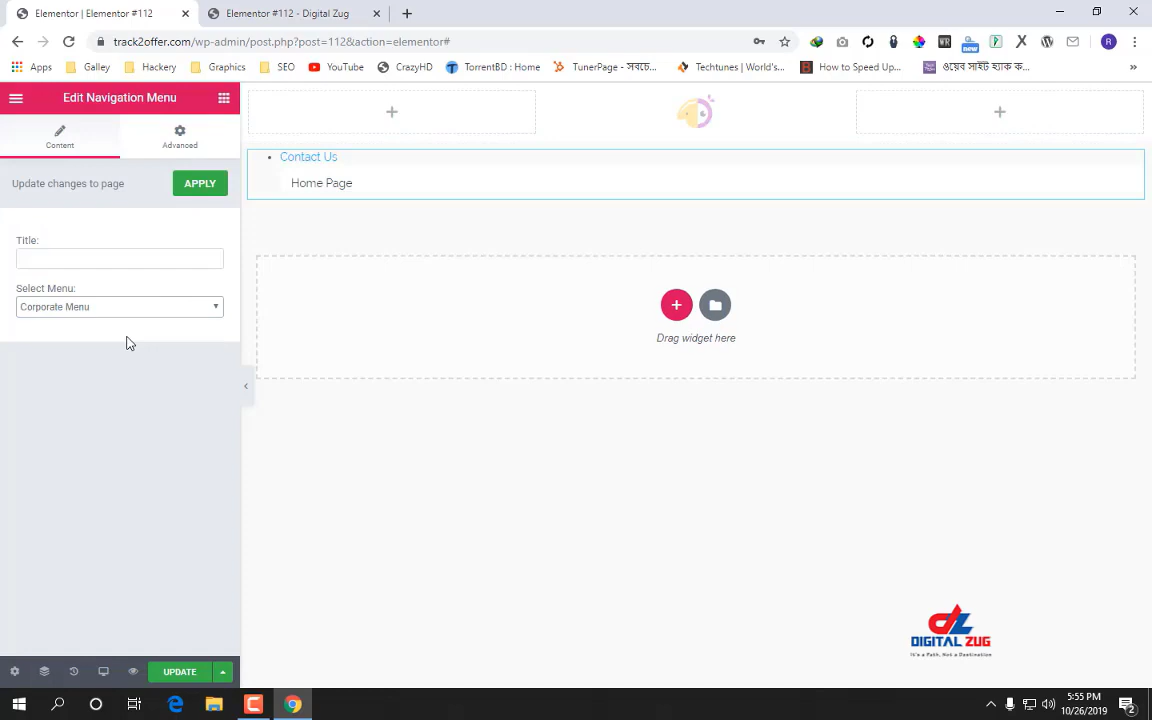 Elementor | Elementor #112
Elementor #112 - Digital Zug
track2offer.com/wp-admin/post.php?post=112&action=elementor#
Apps
Galley
Hackery
Graphics
SEO
YouTube
CrazyHD
TorrentBD : Home
TunerPage - সবচে...
Techtunes | World's...
How to Speed Up...
ওয়েব সাইট হ্যাক ক...
Edit Navigation Menu
Content
Advanced
Update changes to page
APPLY
Title:
Select Menu:
Corporate Menu
Contact Us
Home Page
Drag widget here
DIGITAL ZUG
It's a Path, Not a Destination
UPDATE
5:55 PM
10/26/2019
2